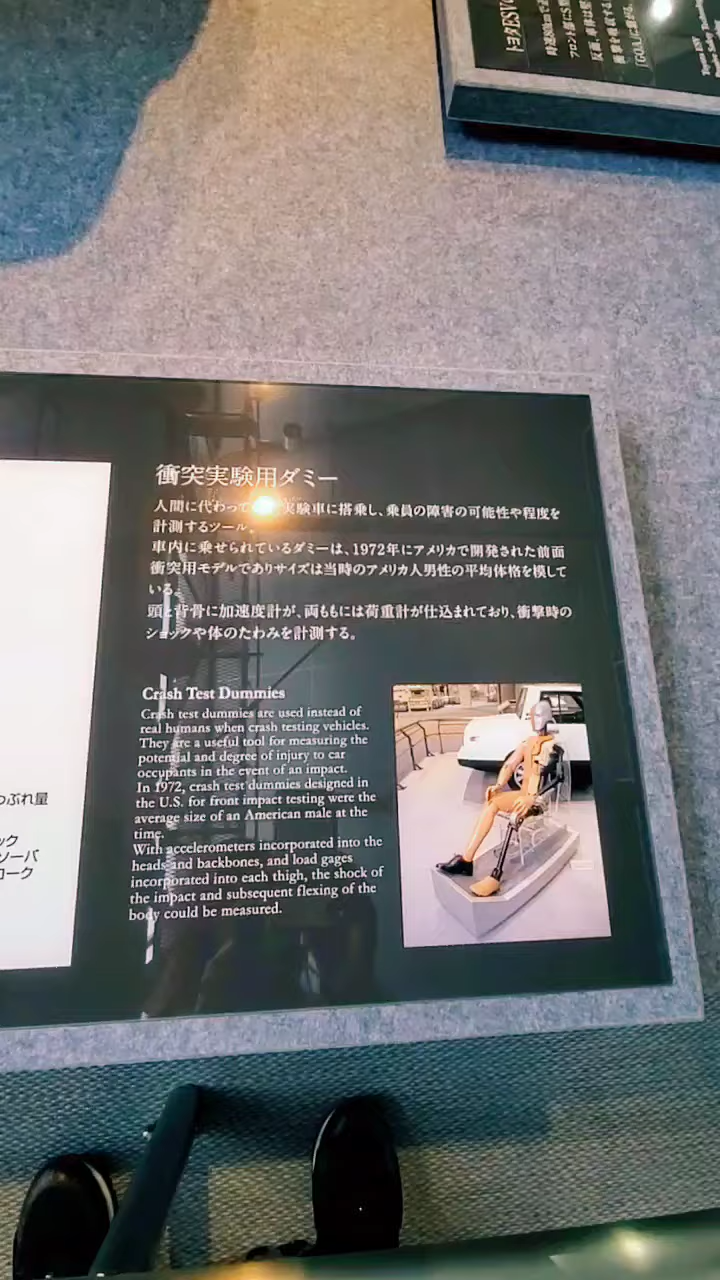 トヨタESV
Toyota ESV
衝突実験用ダミー
人間に代わって 実験車に搭乗し、乗員の障害の可能性や程度を
計測するツール。
車内に乗せられているダミーは、1972年にアメリカで開発された前面
衝突用モデルでありサイズは当時のアメリカ人男性の平均体格を模して
いる。
頭と背骨に加速度計が、両ももには荷重計が仕込まれており、衝撃時の
ショックや体のたわみを計測する。
Crash Test Dummies
Crash test dummies are used instead of
real humans when crash testing vehicles.
They are a useful tool for measuring the
potential and degree of injury to car
occupants in the event of an impact.
In 1972, crash test dummies designed in
the U.S. for front impact testing were the
average size of an American male at the
time.
With accelerometers incorporated into the
heads and backbones, and load gages
incorporated into each thigh, the shock of
the impact and subsequent flexing of the
body could be measured.
つぶれ量
ック
ソーバ
ローク